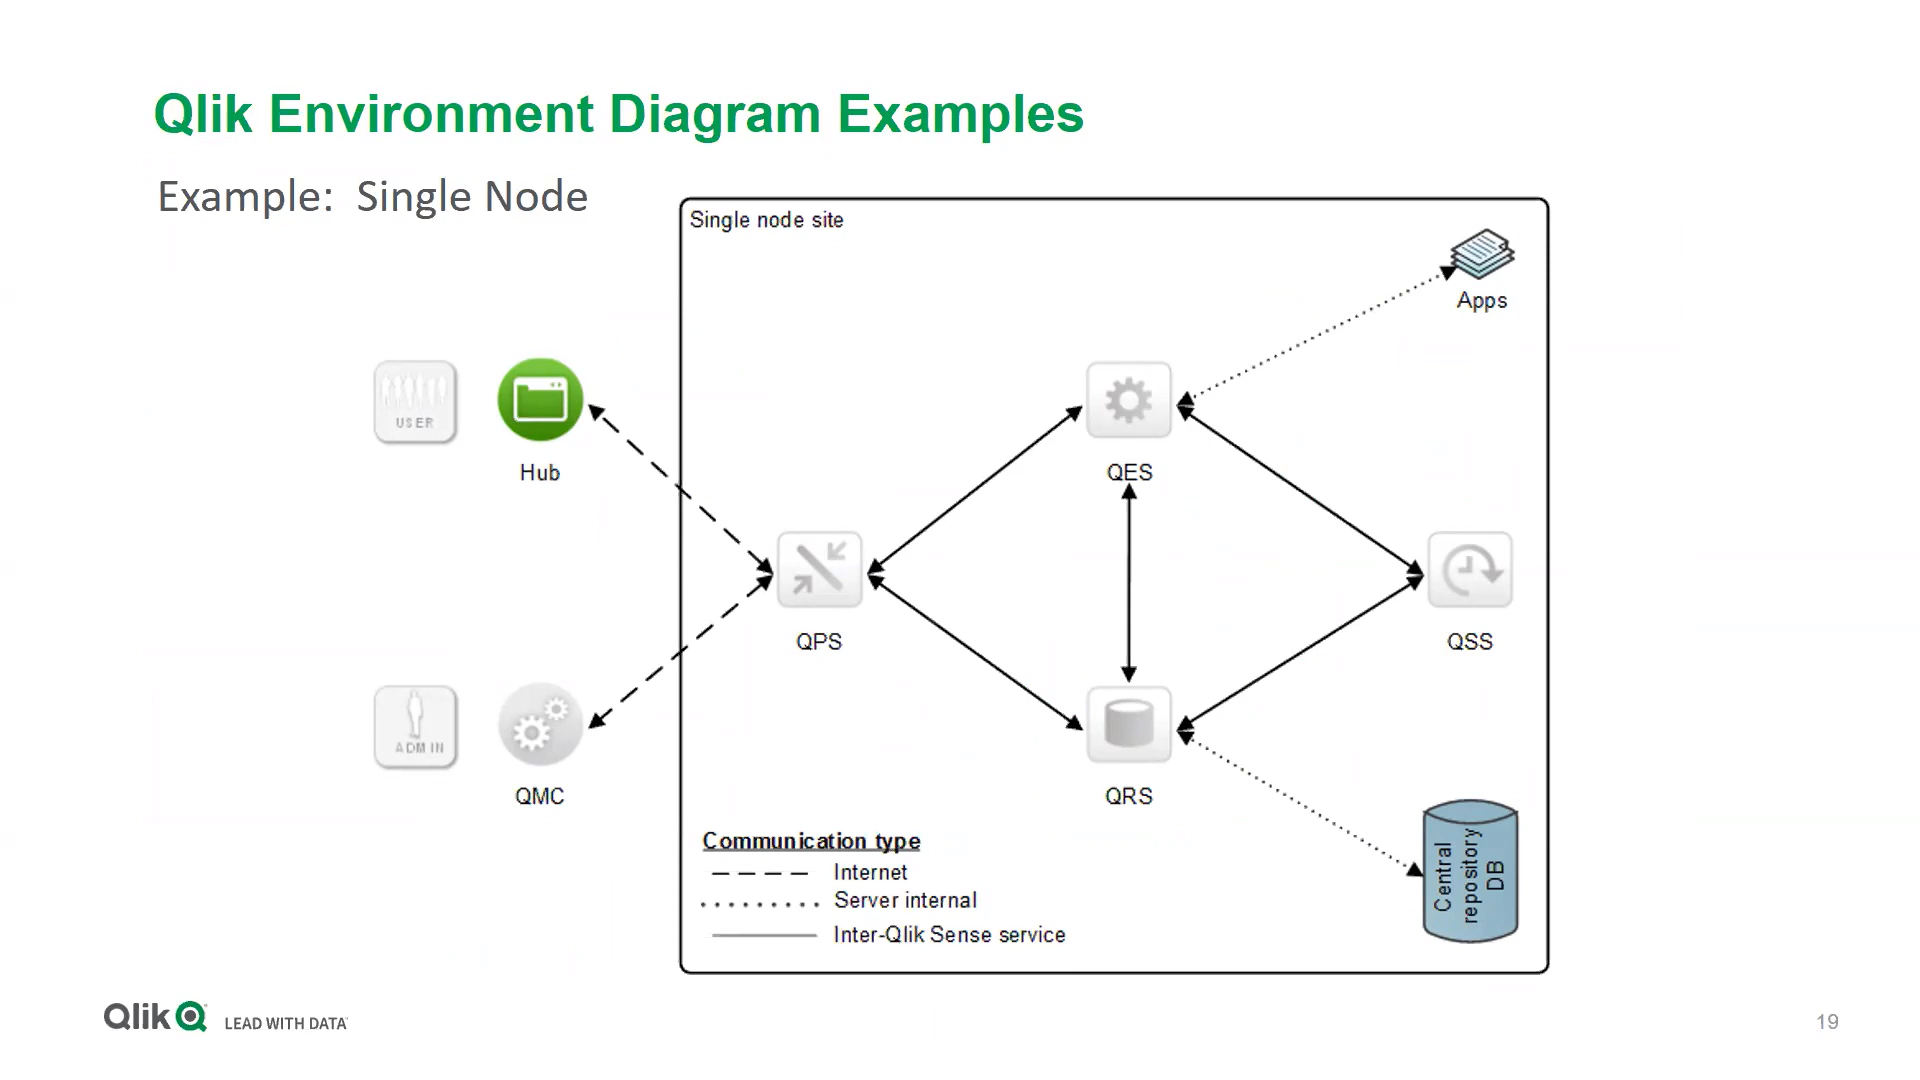 Qlik Environment Diagram Examples
Example: Single Node
Single node site
Apps
USER
Hub
QES
QPS
QSS
ADMIN
QMC
QRS
Communication type
Internet
Server internal
Inter-Qlik Sense service
Central
repository
DB
Qlik
LEAD WITH DATA
19